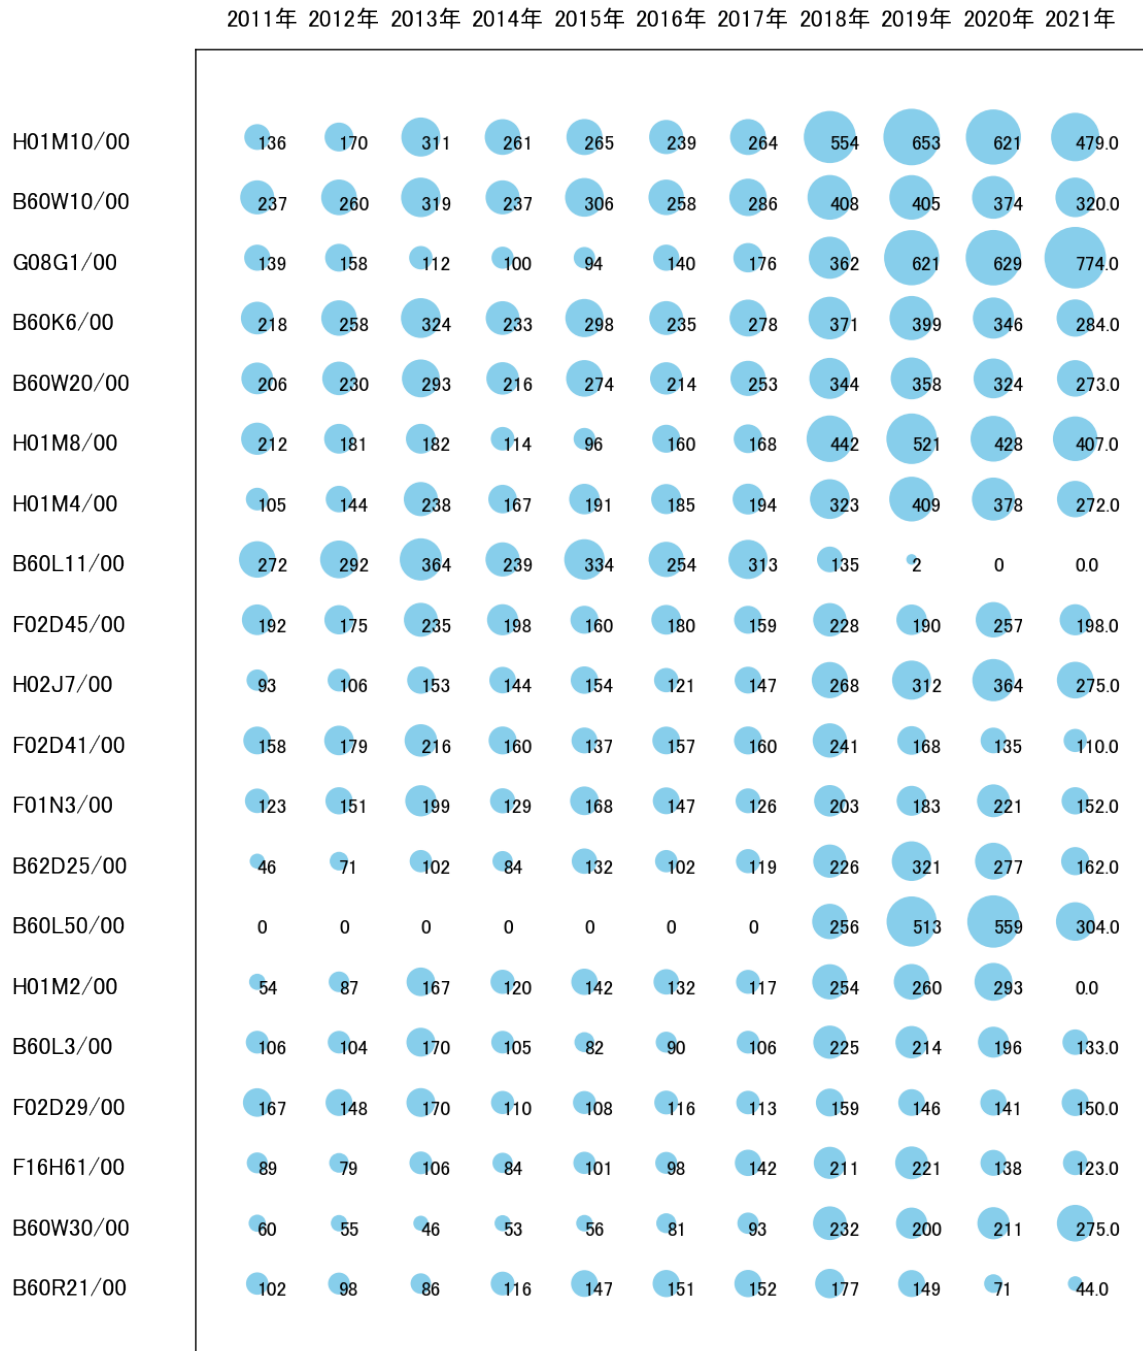 2011年 2012年 2013年 2014年 2015年 2016年 2017年 2018年 2019年 2020年 2021年
H01M10/00 136 170 311 261 265 239 264 554 653 621 479.0
B60W10/00 237 260 319 237 306 258 286 408 405 374 320.0
G08G1/00 139 158 112 100 94 140 176 362 621 629 774.0
B60K6/00 218 258 324 233 298 235 278 371 399 346 284.0
B60W20/00 206 230 293 216 274 214 253 344 358 324 273.0
H01M8/00 212 181 182 114 96 160 168 442 521 428 407.0
H01M4/00 105 144 238 167 191 185 194 323 409 378 272.0
B60L11/00 272 292 364 239 334 254 313 135 2 0 0.0
F02D45/00 192 175 235 198 160 180 159 228 190 257 198.0
H02J7/00 93 106 153 144 154 121 147 268 312 364 275.0
F02D41/00 158 179 216 160 137 157 160 241 168 135 110.0
F01N3/00 123 151 199 129 168 147 126 203 183 221 152.0
B62D25/00 46 71 102 84 132 102 119 226 321 277 162.0
B60L50/00 0 0 0 0 0 0 0 256 513 559 304.0
H01M2/00 54 87 167 120 142 132 117 254 260 293 0.0
B60L3/00 106 104 170 105 82 90 106 225 214 196 133.0
F02D29/00 167 148 170 110 108 116 113 159 146 141 150.0
F16H61/00 89 79 106 84 101 98 142 211 221 138 123.0
B60W30/00 60 55 46 53 56 81 93 232 200 211 275.0
B60R21/00 102 98 86 116 147 151 152 177 149 71 44.0